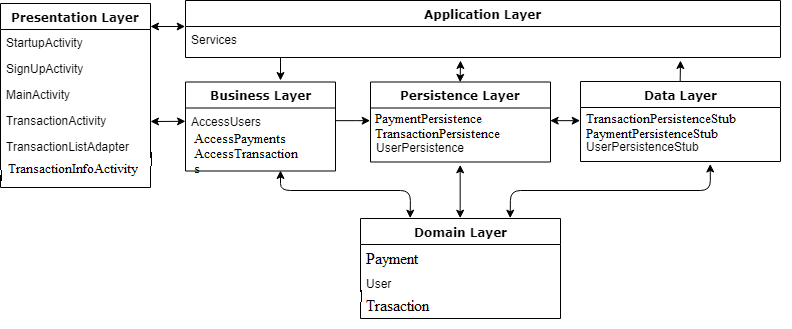 Presentation Layer
StartupActivity
SignUpActivity
MainActivity
TransactionActivity
TransactionListAdapter
TransactionInfoActivity
Application Layer
Services
Business Layer
AccessUsers
AccessPayments
AccessTransaction
s
Persistence Layer
PaymentPersistence
TransactionPersistence
UserPersistence
Data Layer
TransactionPersistenceStub
PaymentPersistenceStub
UserPersistenceStub
Domain Layer
Payment
User
Trasaction